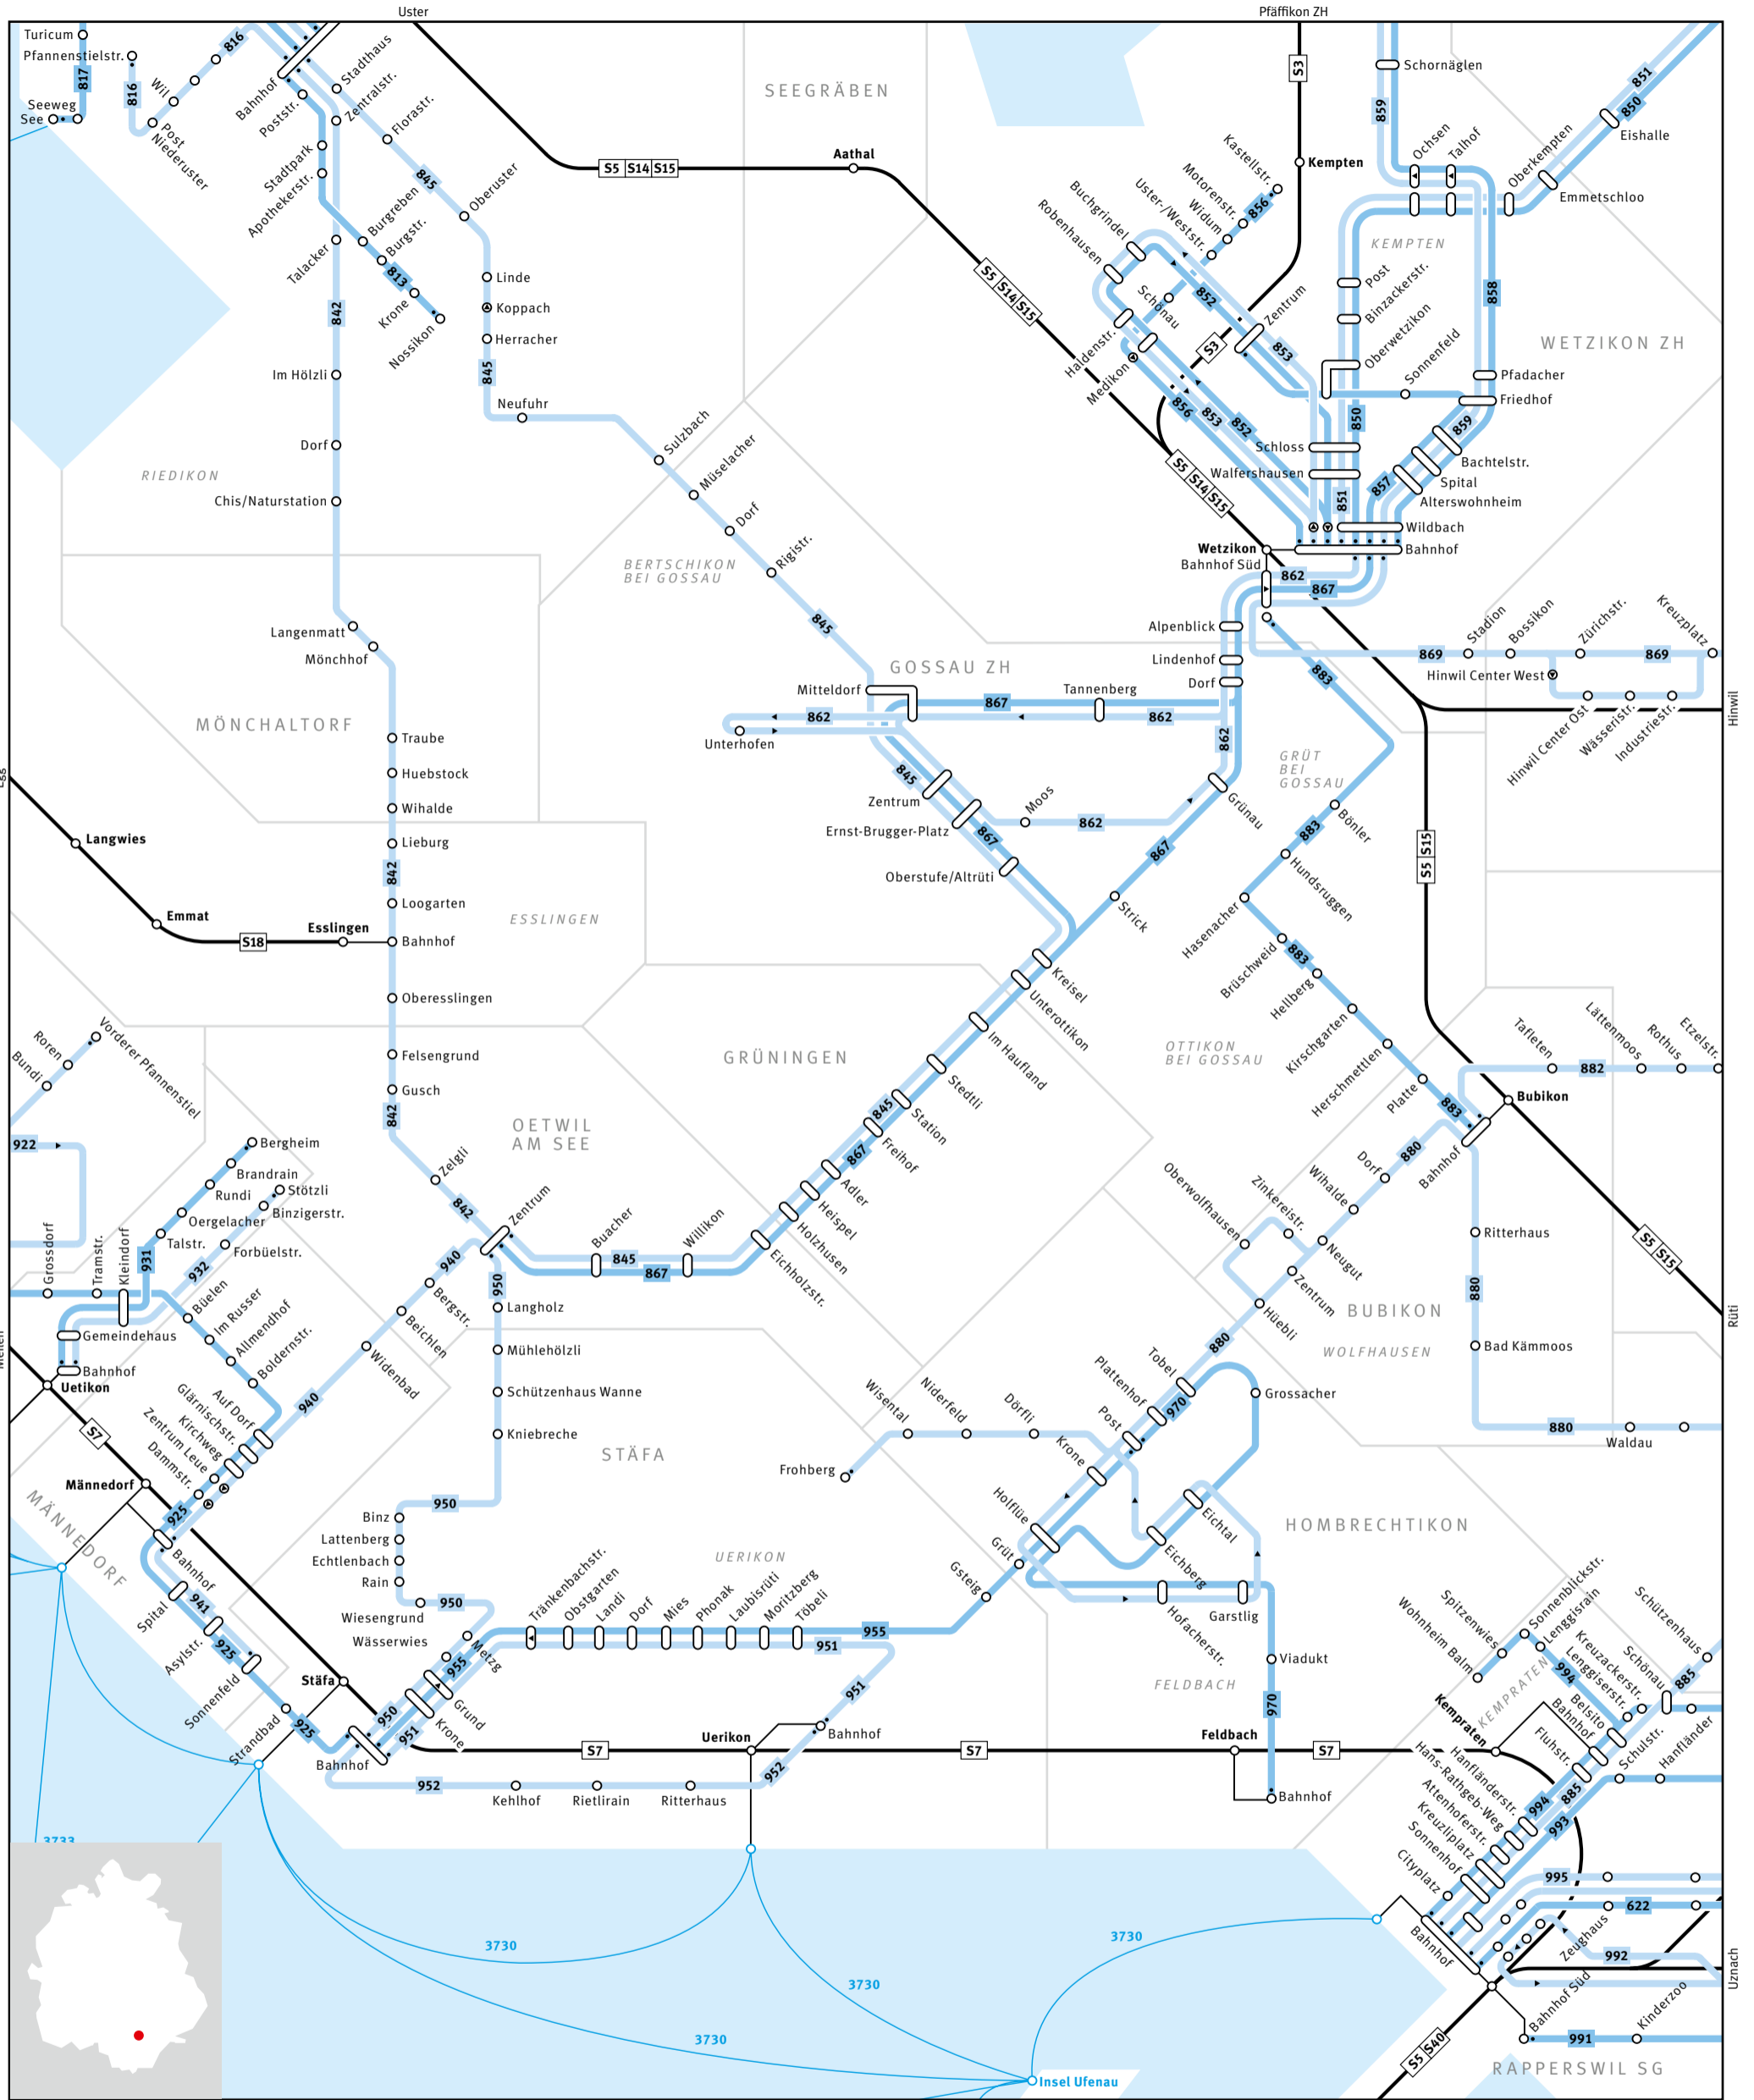 Uster
Pfäffikon ZH
Turicum
Pfannenstielstr.
817
816
816
Wil
Seeweg
See
Post
Niederuster
Bahnhof
Poststr.
Stadthaus
Zentralstr.
Florastr.
Stadtpark
Apothekerstr.
845
Oberuster
Burgreben
Burgstr.
Talacker
813
Krone
Nossikon
842
Linde
Koppach
Herracher
845
Neufuhr
Im Hölzli
Dorf
RIEDIKON
Chis/Naturstation
Langenmatt
Mönchhof
SEEGRÄBEN
S5 S14 S15
Aathal
S5 S14 S15
S3
Kempten
Schornäglen
859
851
850
Ochsen
Talhof
Oberkempten
Eishalle
Emmetschloo
KEMPTEN
Kastellstr.
Motorenstr.
Widum
Uster-/Weststr.
856
Buchgrindel
Robenhausen
Schönau
852
Zentrum
853
S3
Haldenstr.
Medikon
856
853
852
Post
Binzackerstr.
Oberwetzikon
Sonnenfeld
858
WETZIKON ZH
Pfadacher
Friedhof
850
859
Schloss
Walfershausen
Bachtelstr.
Spital
Alterswohnheim
857
851
Wildbach
Bahnhof
S5 S14 S15
Wetzikon
Bahnhof Süd
862
867
Sulzbach
Müselacher
Dorf
Rigistr.
BERTSCHIKON
BEI GOSSAU
845
GOSSAU ZH
Alpenblick
Lindenhof
Dorf
883
869
Stadion
Bossikon
Zürichstr.
869
Kreuzplatz
Hinwil Center West
Hinwil Center Ost
Wässeristr.
Industriestr.
Hinwil
Mitteldorf
Tannenberg
867
862
862
Unterhofen
862
MÖNCHALTORF
Traube
Huebstock
Wihalde
Lieburg
842
Loogarten
Bahnhof
Oberesslingen
Felsengrund
Gusch
842
Langwies
Emmat
S18
Esslingen
ESSLINGEN
845
Zentrum
Ernst-Brugger-Platz
867
Oberstufe/Altrüti
Moos
862
Grünau
867
Strick
GRÜT
BEI
GOSSAU
Bönler
883
Hundsruggen
Hasenacher
Brüschweid
883
Hellberg
Kirschgarten
Herschmettlen
Platte
883
S5 S15
OTTIKON
BEI GOSSAU
Kreisel
Unterottikon
Im Haufland
Stedtli
Station
845
Freihof
867
Adler
Heispel
Holzhusen
Eichholzstr.
GRÜNINGEN
Tafleten
882
Lättenmoos
Rothus
Etzelstr.
Bubikon
Bahnhof
880
Dorf
Wihalde
Neugut
Zinkereistr.
Oberwolfhausen
Zentrum
Hüebli
880
Ritterhaus
880
Bad Kämmoos
S5 S15
Rüti
BUBIKON
WOLFHAUSEN
880
Waldau
Roren
Bundi
Vorderer Pfannenstiel
922
Bergheim
Brandrain
Rundi
Stötzli
Oergelacher
Binzigerstr.
Talstr.
Forbüelstr.
Grossdorf
Tramstr.
Kleindorf
931
932
Büelen
Im Russer
Allmendhof
Boldernstr.
Gemeindehaus
Bahnhof
Uetikon
OETWIL
AM SEE
Zelgli
842
Zentrum
940
950
Bergstr.
Beichlen
Widenbad
940
Langholz
Mühlehölzli
Schützenhaus Wanne
Kniebreche
950
Buacher
845
867
Willikon
S7
Auf Dorf
Glärnischstr.
Kirchweg
Zentrum Leue
Dammstr.
Männedorf
925
MÄNNEDORF
Bahnhof
Spital
941
Asylstr.
925
Sonnenfeld
Stäfa
Strandbad
925
STÄFA
Binz
Lattenberg
Echtlenbach
Rain
Wiesengrund
950
Wässerwies
Metzg
955
Grund
Krone
950
951
Bahnhof
UERIKON
Tränkenbachstr.
Obstgarten
Landi
Dorf
Mies
Phonak
Laubisrüti
Moritzberg
Töbeli
951
955
951
Uerikon
Bahnhof
S7
S7
952
952
Kehlhof
Rietlirain
Ritterhaus
Wisental
Niderfeld
Dörfli
Frohberg
Tobel
Plattenhof
Post
970
Krone
Grossacher
Holflüe
Grüt
Gsteig
Eichtal
Eichberg
Hofacherstr.
Garstlig
HOMBRECHTIKON
Viadukt
FELDBACH
970
Feldbach
S7
Bahnhof
Spitzenwies
Wohnheim Balm
Sonnenblickstr.
Lenggisrain
Schützenhaus
Kreuzackerstr.
Lenggiserstr.
Schönau
885
994
Belsito
Bahnhof
KEMPRATEN
Kempraten
Fluhstr.
Schulstr.
Hanfländer
Hanfländerstr.
Hans-Rathgeb-Weg
Attenhoferstr.
Kreuzliplatz
Sonnenhof
Cityplatz
994
885
993
995
622
Zeughaus
992
Bahnhof
Bahnhof Süd
Kinderzoo
991
Uznach
S5 S40
RAPPERSWIL SG
3733
3730
3730
3730
3730
Insel Ufenau